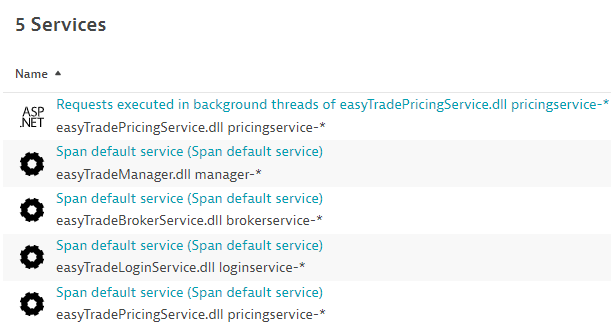 5 Services
Name ▲
ASP
.NET
Requests executed in background threads of easyTradePricingService.dll pricingservice-*
easyTradePricingService.dll pricingservice-*
Span default service (Span default service)
easyTradeManager.dll manager-*
Span default service (Span default service)
easyTradeBrokerService.dll brokerservice-*
Span default service (Span default service)
easyTradeLoginService.dll loginservice-*
Span default service (Span default service)
easyTradePricingService.dll pricingservice-*